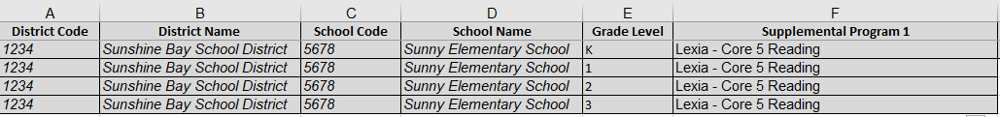 A B C D E F
District Code District Name School Code School Name Grade Level Supplemental Program 1
1234 Sunshine Bay School District 5678 Sunny Elementary School K Lexia - Core 5 Reading
1234 Sunshine Bay School District 5678 Sunny Elementary School 1 Lexia - Core 5 Reading
1234 Sunshine Bay School District 5678 Sunny Elementary School 2 Lexia - Core 5 Reading
1234 Sunshine Bay School District 5678 Sunny Elementary School 3 Lexia - Core 5 Reading